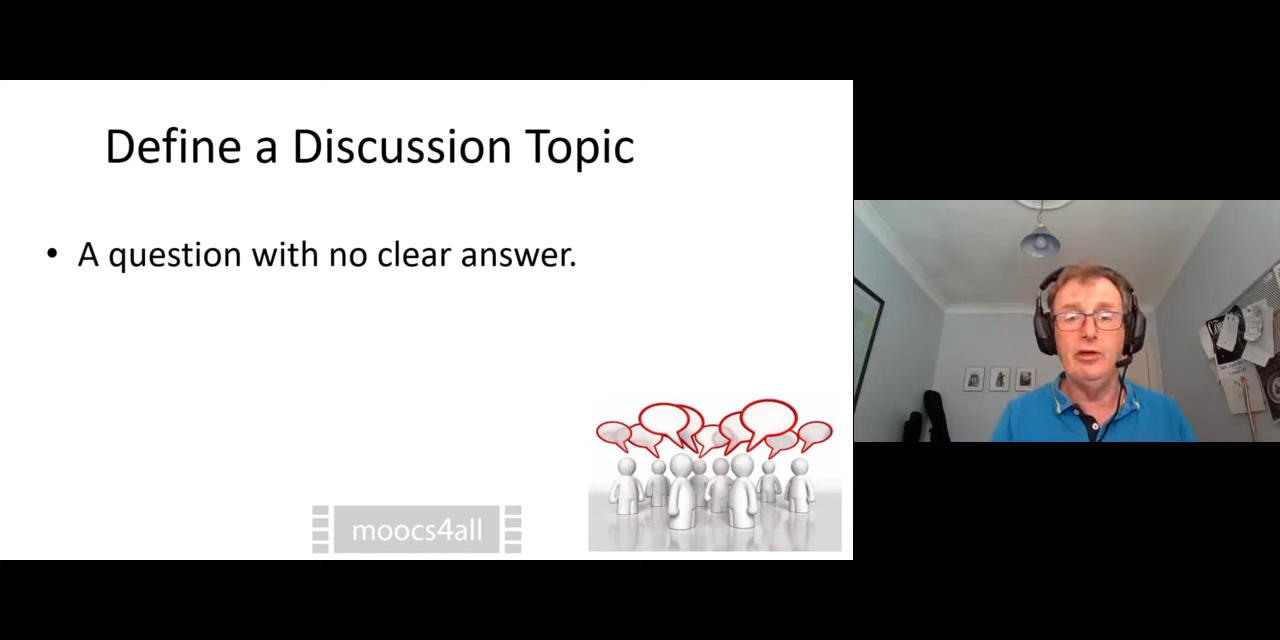 Define a Discussion Topic
• A question with no clear answer.
moocs4all